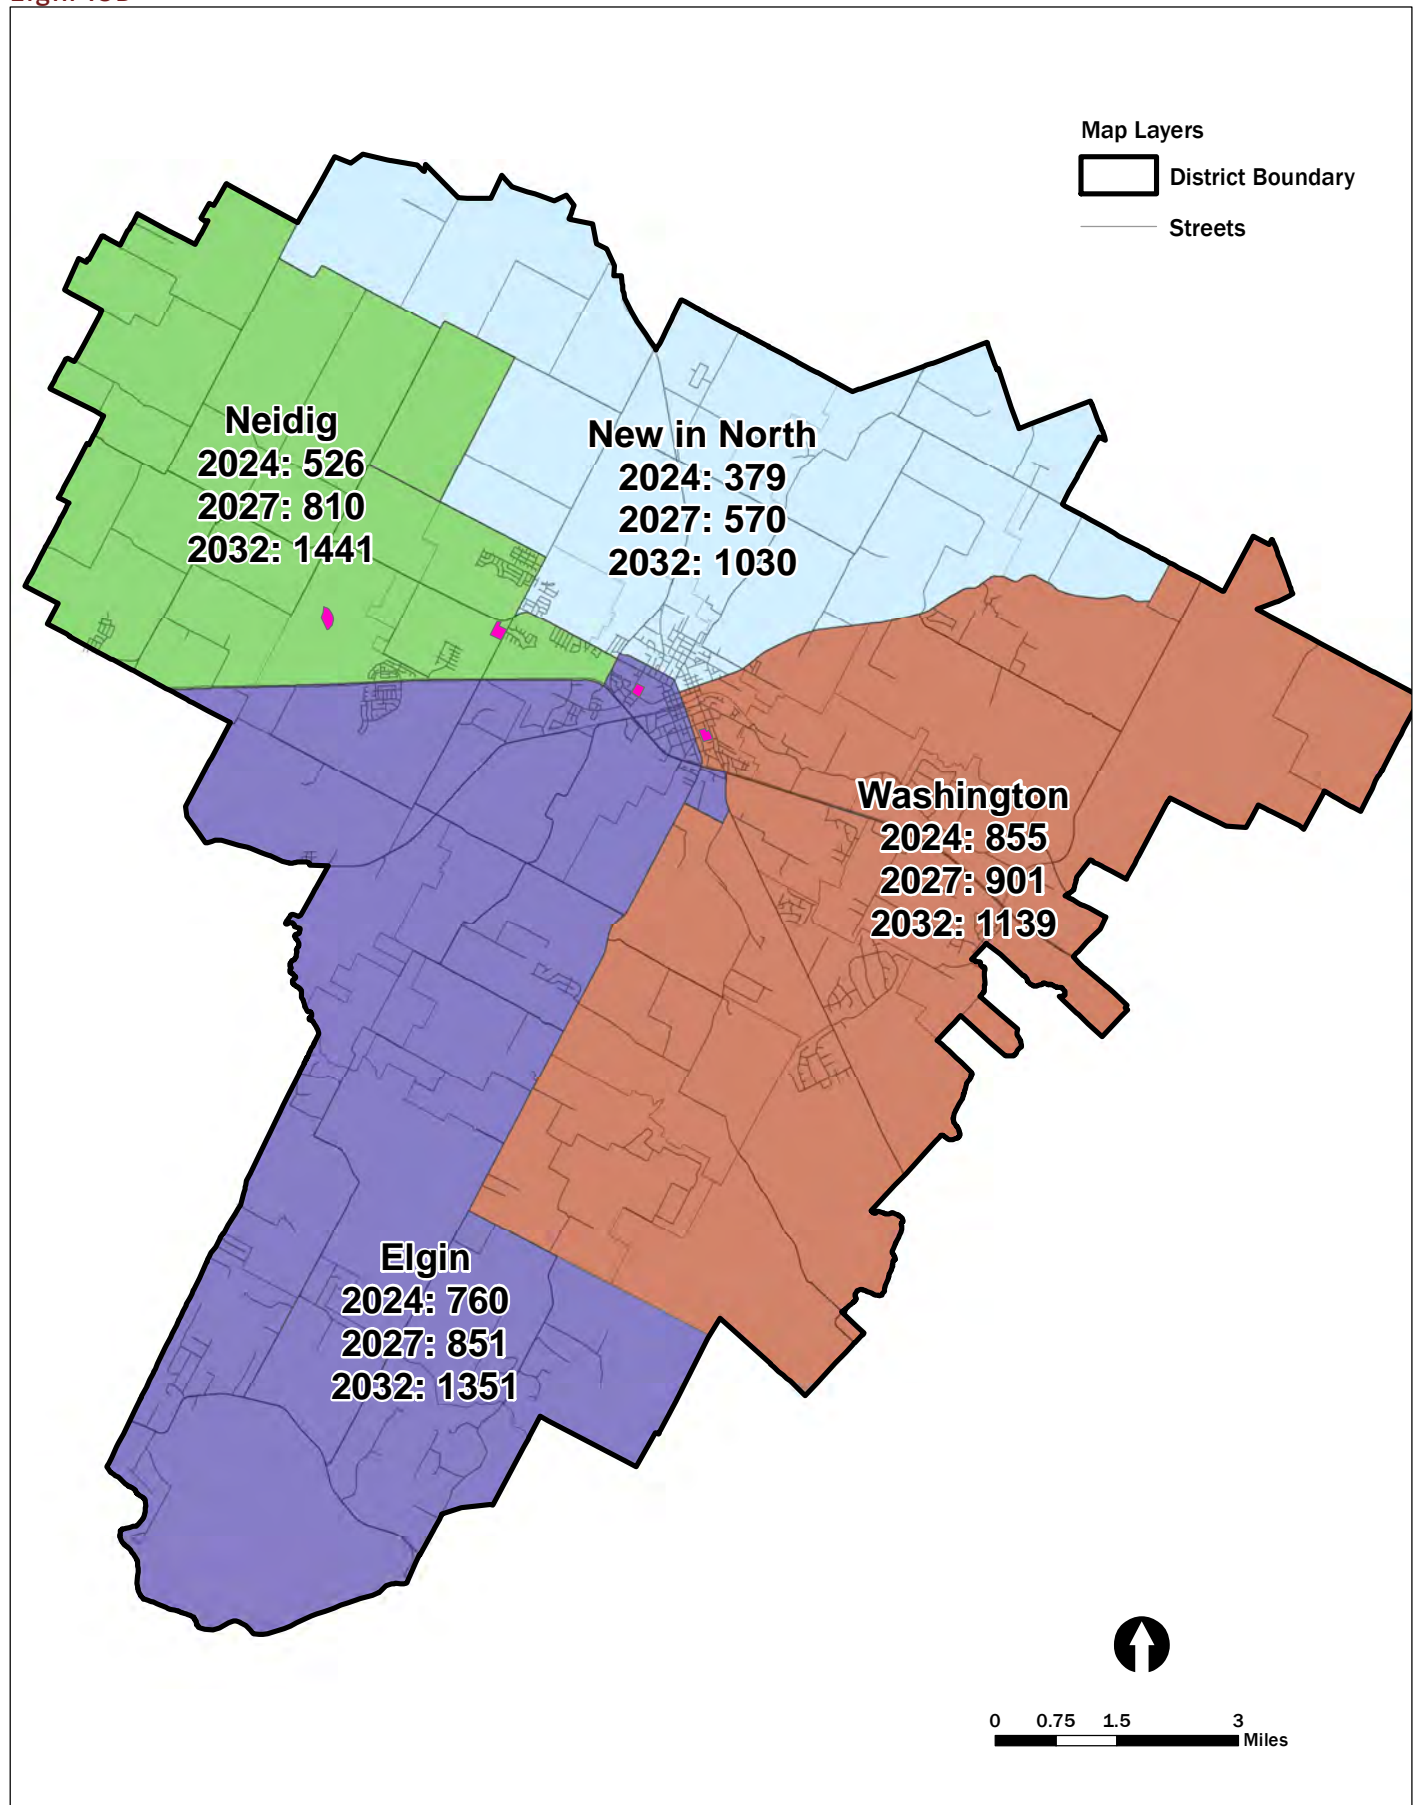 Map Layers
District Boundary
Streets
Neidig
2024: 526
2027: 810
2032: 1441
New in North
2024: 379
2027: 570
2032: 1030
Washington
2024: 855
2027: 901
2032: 1139
Elgin
2024: 760
2027: 851
2032: 1351
0 0.75 1.5 3
Miles